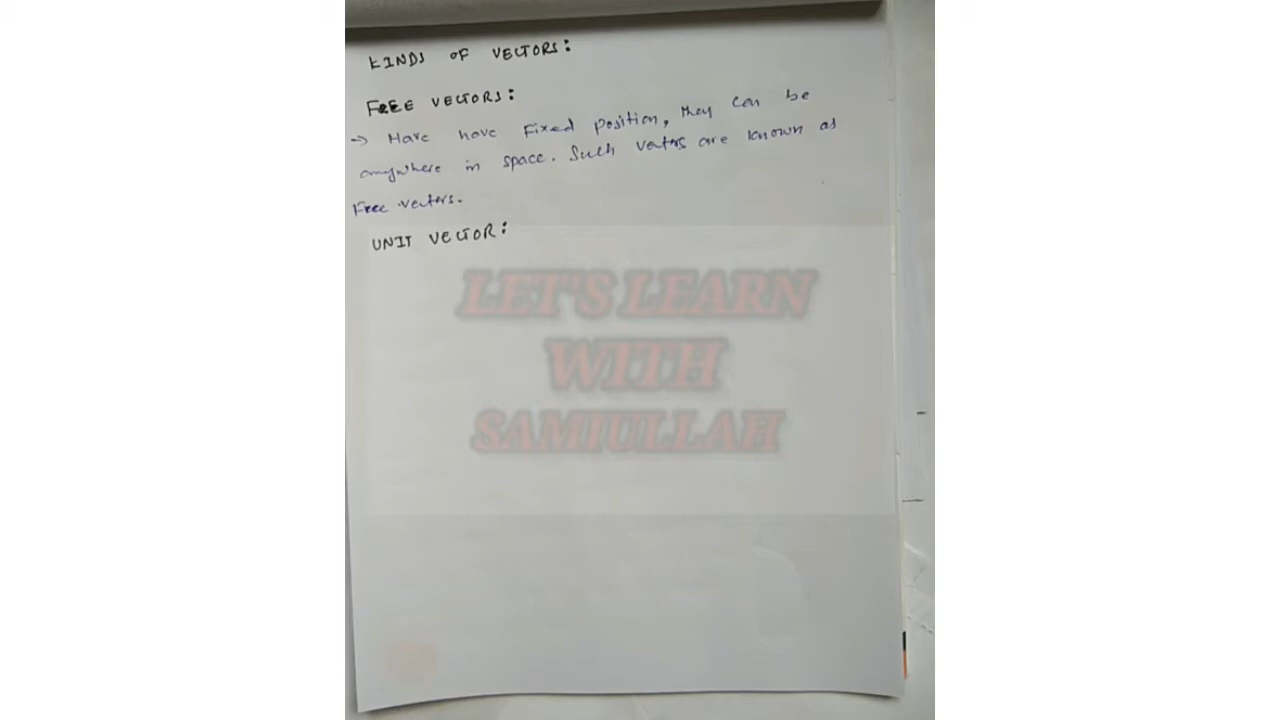 KINDS OF VECTORS:
FREE VECTORS:
→ Have have Fixed position, they can be
anywhere in space. Such vectors are known as
Free vectors.
UNIT VECTOR:
LET'S LEARN
WITH
SAMIULLAH